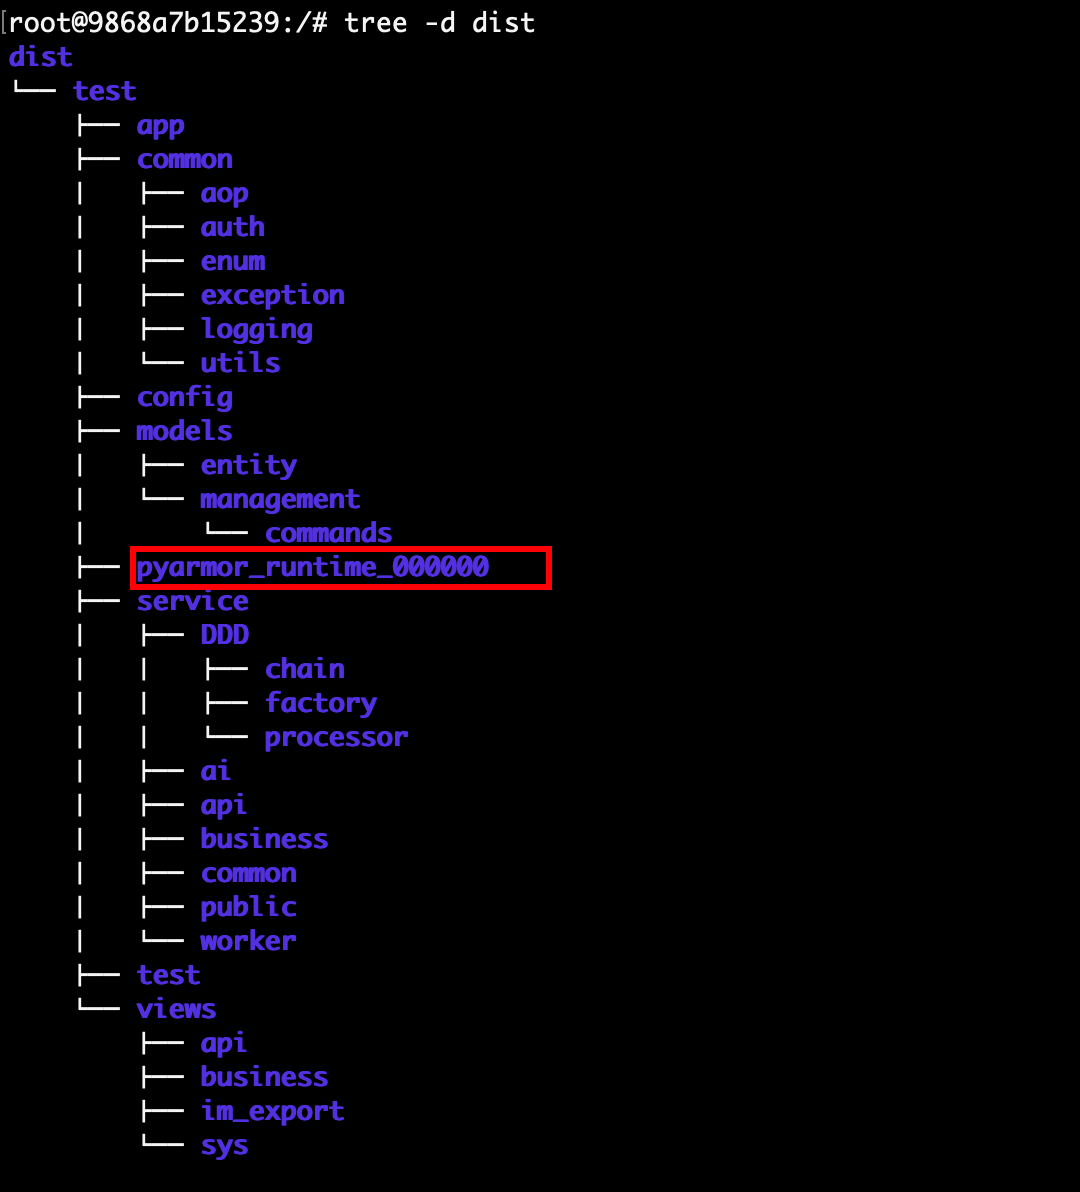 [root@9868a7b15239:/# tree -d dist
dist
└── test
    ├── app
    ├── common
    │   ├── aop
    │   ├── auth
    │   ├── enum
    │   ├── exception
    │   ├── logging
    │   └── utils
    ├── config
    ├── models
    │   ├── entity
    │   └── management
    │       └── commands
    ├── pyarmor_runtime_000000
    ├── service
    │   ├── DDD
    │   │   ├── chain
    │   │   ├── factory
    │   │   └── processor
    │   ├── ai
    │   ├── api
    │   ├── business
    │   ├── common
    │   ├── public
    │   └── worker
    ├── test
    └── views
        ├── api
        ├── business
        ├── im_export
        └── sys